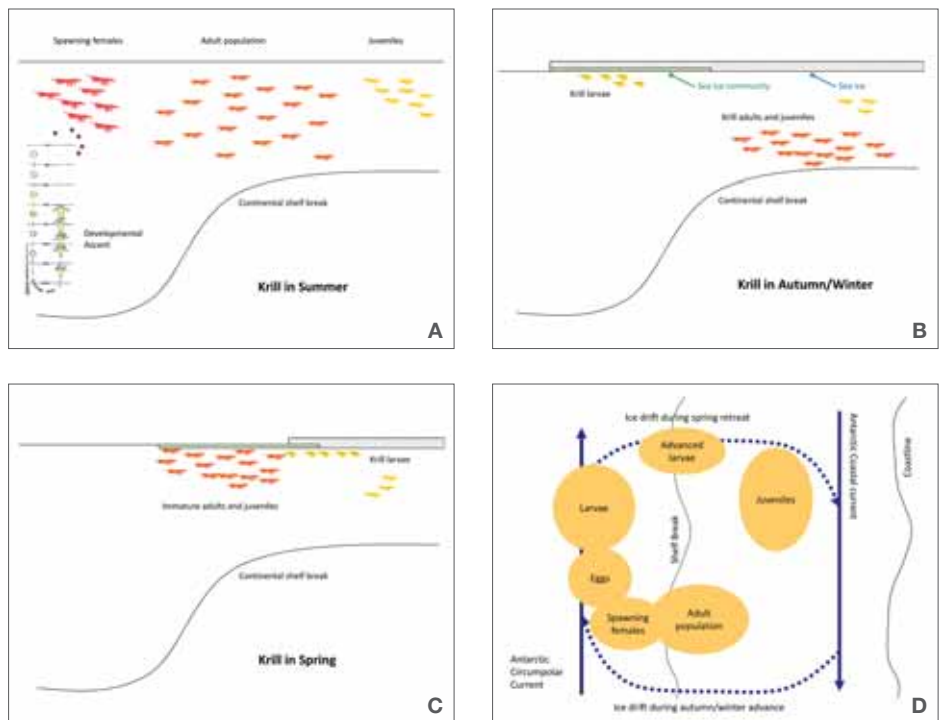 Spawning females
Adult population
Juveniles
Developmental
Ascent
Continental shelf break
Krill in Summer
A
Krill larvae
Sea ice community
Sea ice
Krill adults and juveniles
Continental shelf break
Krill in Autumn/Winter
B
Krill larvae
Immature adults and juveniles
Continental shelf break
Krill in Spring
C
Ice drift during spring retreat
Advanced
larvae
Larvae
Juveniles
Shelf break
Antarctic Coastal current
Coastline
Eggs
Spawning
females
Adult
population
Antarctic
Circumpolar
Current
Ice drift during autumn/winter advance
D